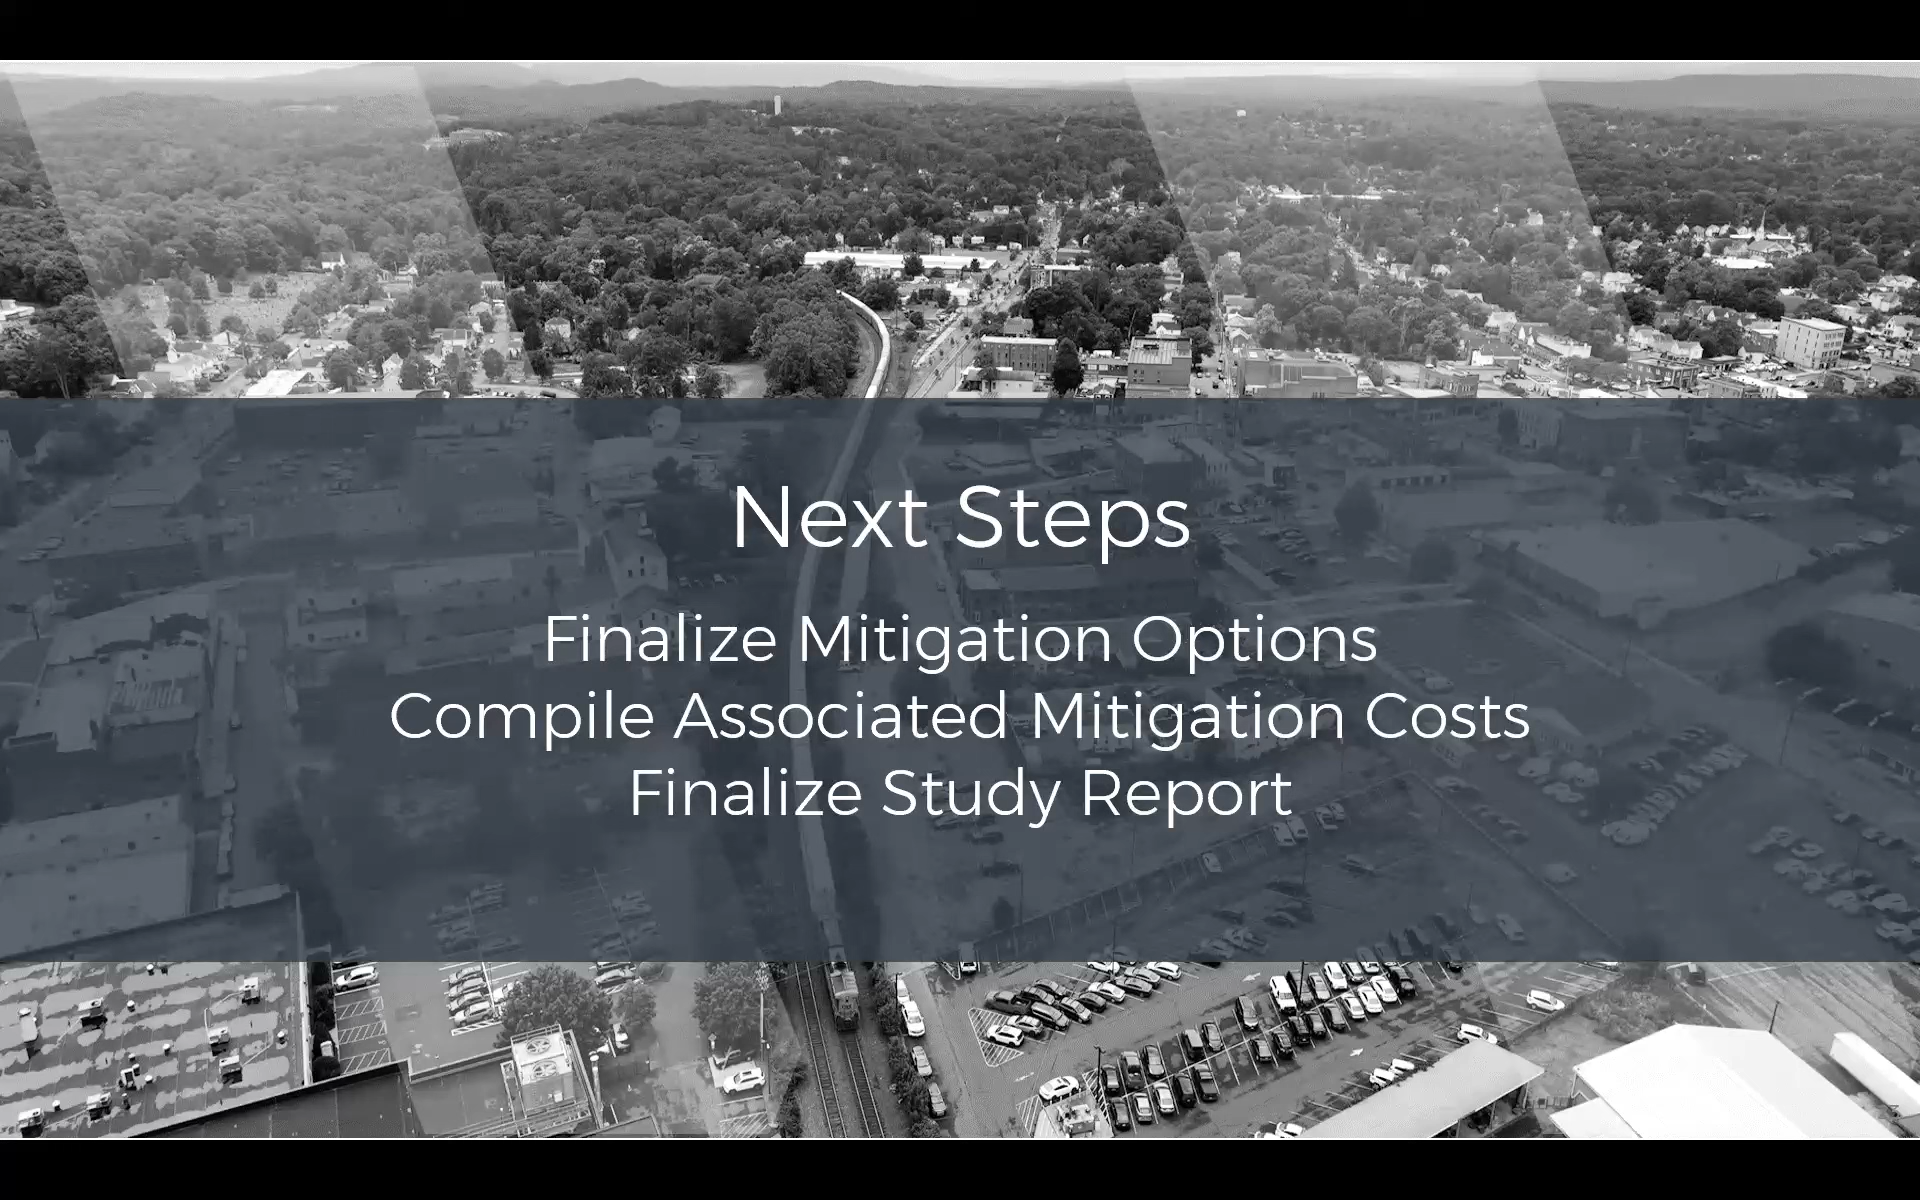 Next Steps
Finalize Mitigation Options
Compile Associated Mitigation Costs
Finalize Study Report